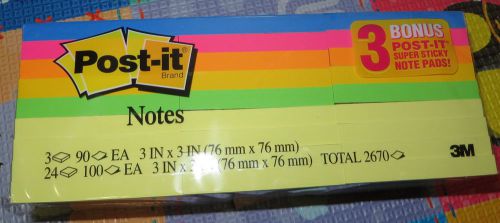 Post-it
Brand
Notes
3 BONUS
POST-IT®
SUPER STICKY
NOTE PADS!
3 90 EA 3 IN x 3 IN (76 mm x 76 mm)
24 100 EA 3 IN x 3 IN (76 mm x 76 mm) TOTAL 2670
3M